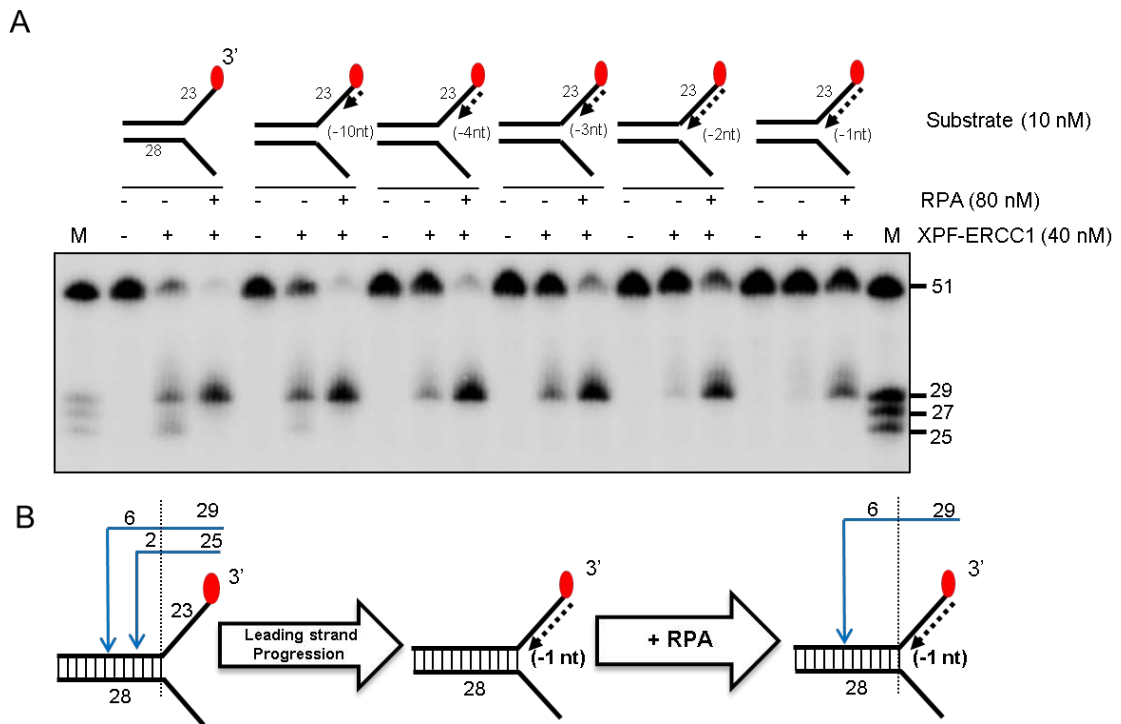 A
3'
23 23 23 23 23 23
(-10nt) (-4nt) (-3nt) (-2nt) (-1nt)
28
Substrate (10 nM)
- - + - - + - - + - - + - - + - - + RPA (80 nM)
M - + + - + + - + + - + + - + + - + + M XPF-ERCC1 (40 nM)
51
29
27
25
B
6 29
2 25
3'
23
28
Leading strand
Progression
3'
(-1 nt)
28
+ RPA
6 29
3'
(-1 nt)
28